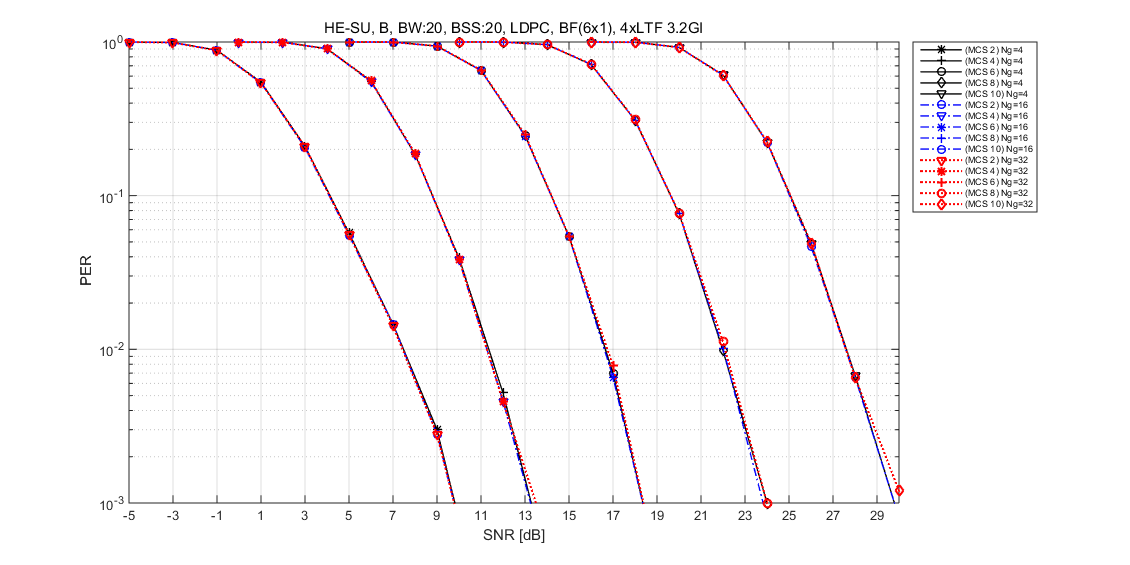 HE-SU, B, BW:20, BSS:20, LDPC, BF(6x1), 4xLTF 3.2GI
10^0
10^-1
10^-2
10^-3
PER
-5 -3 -1 1 3 5 7 9 11 13 15 17 19 21 23 25 27 29
SNR [dB]
(MCS 2) Ng=4
(MCS 4) Ng=4
(MCS 6) Ng=4
(MCS 8) Ng=4
(MCS 10) Ng=4
(MCS 2) Ng=16
(MCS 4) Ng=16
(MCS 6) Ng=16
(MCS 8) Ng=16
(MCS 10) Ng=16
(MCS 2) Ng=32
(MCS 4) Ng=32
(MCS 6) Ng=32
(MCS 8) Ng=32
(MCS 10) Ng=32